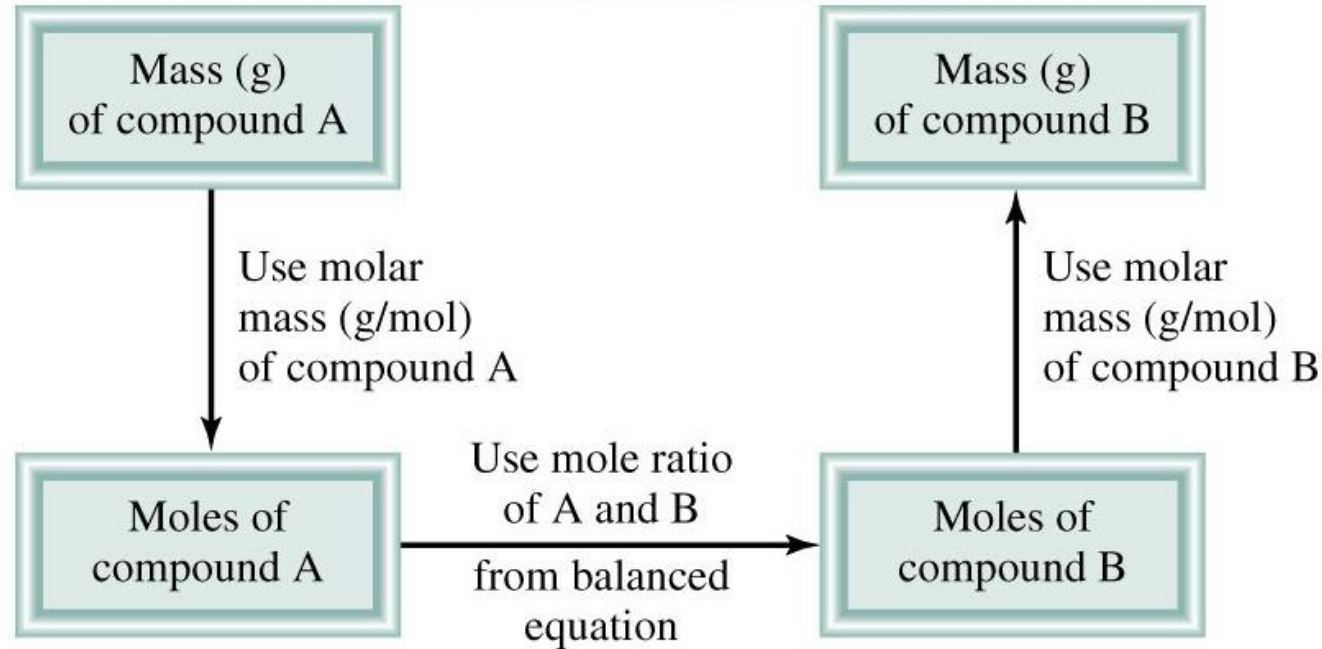 Mass (g)
of compound A
Mass (g)
of compound B
Use molar
mass (g/mol)
of compound A
Use molar
mass (g/mol)
of compound B
Moles of
compound A
Use mole ratio
of A and B
from balanced
equation
Moles of
compound B